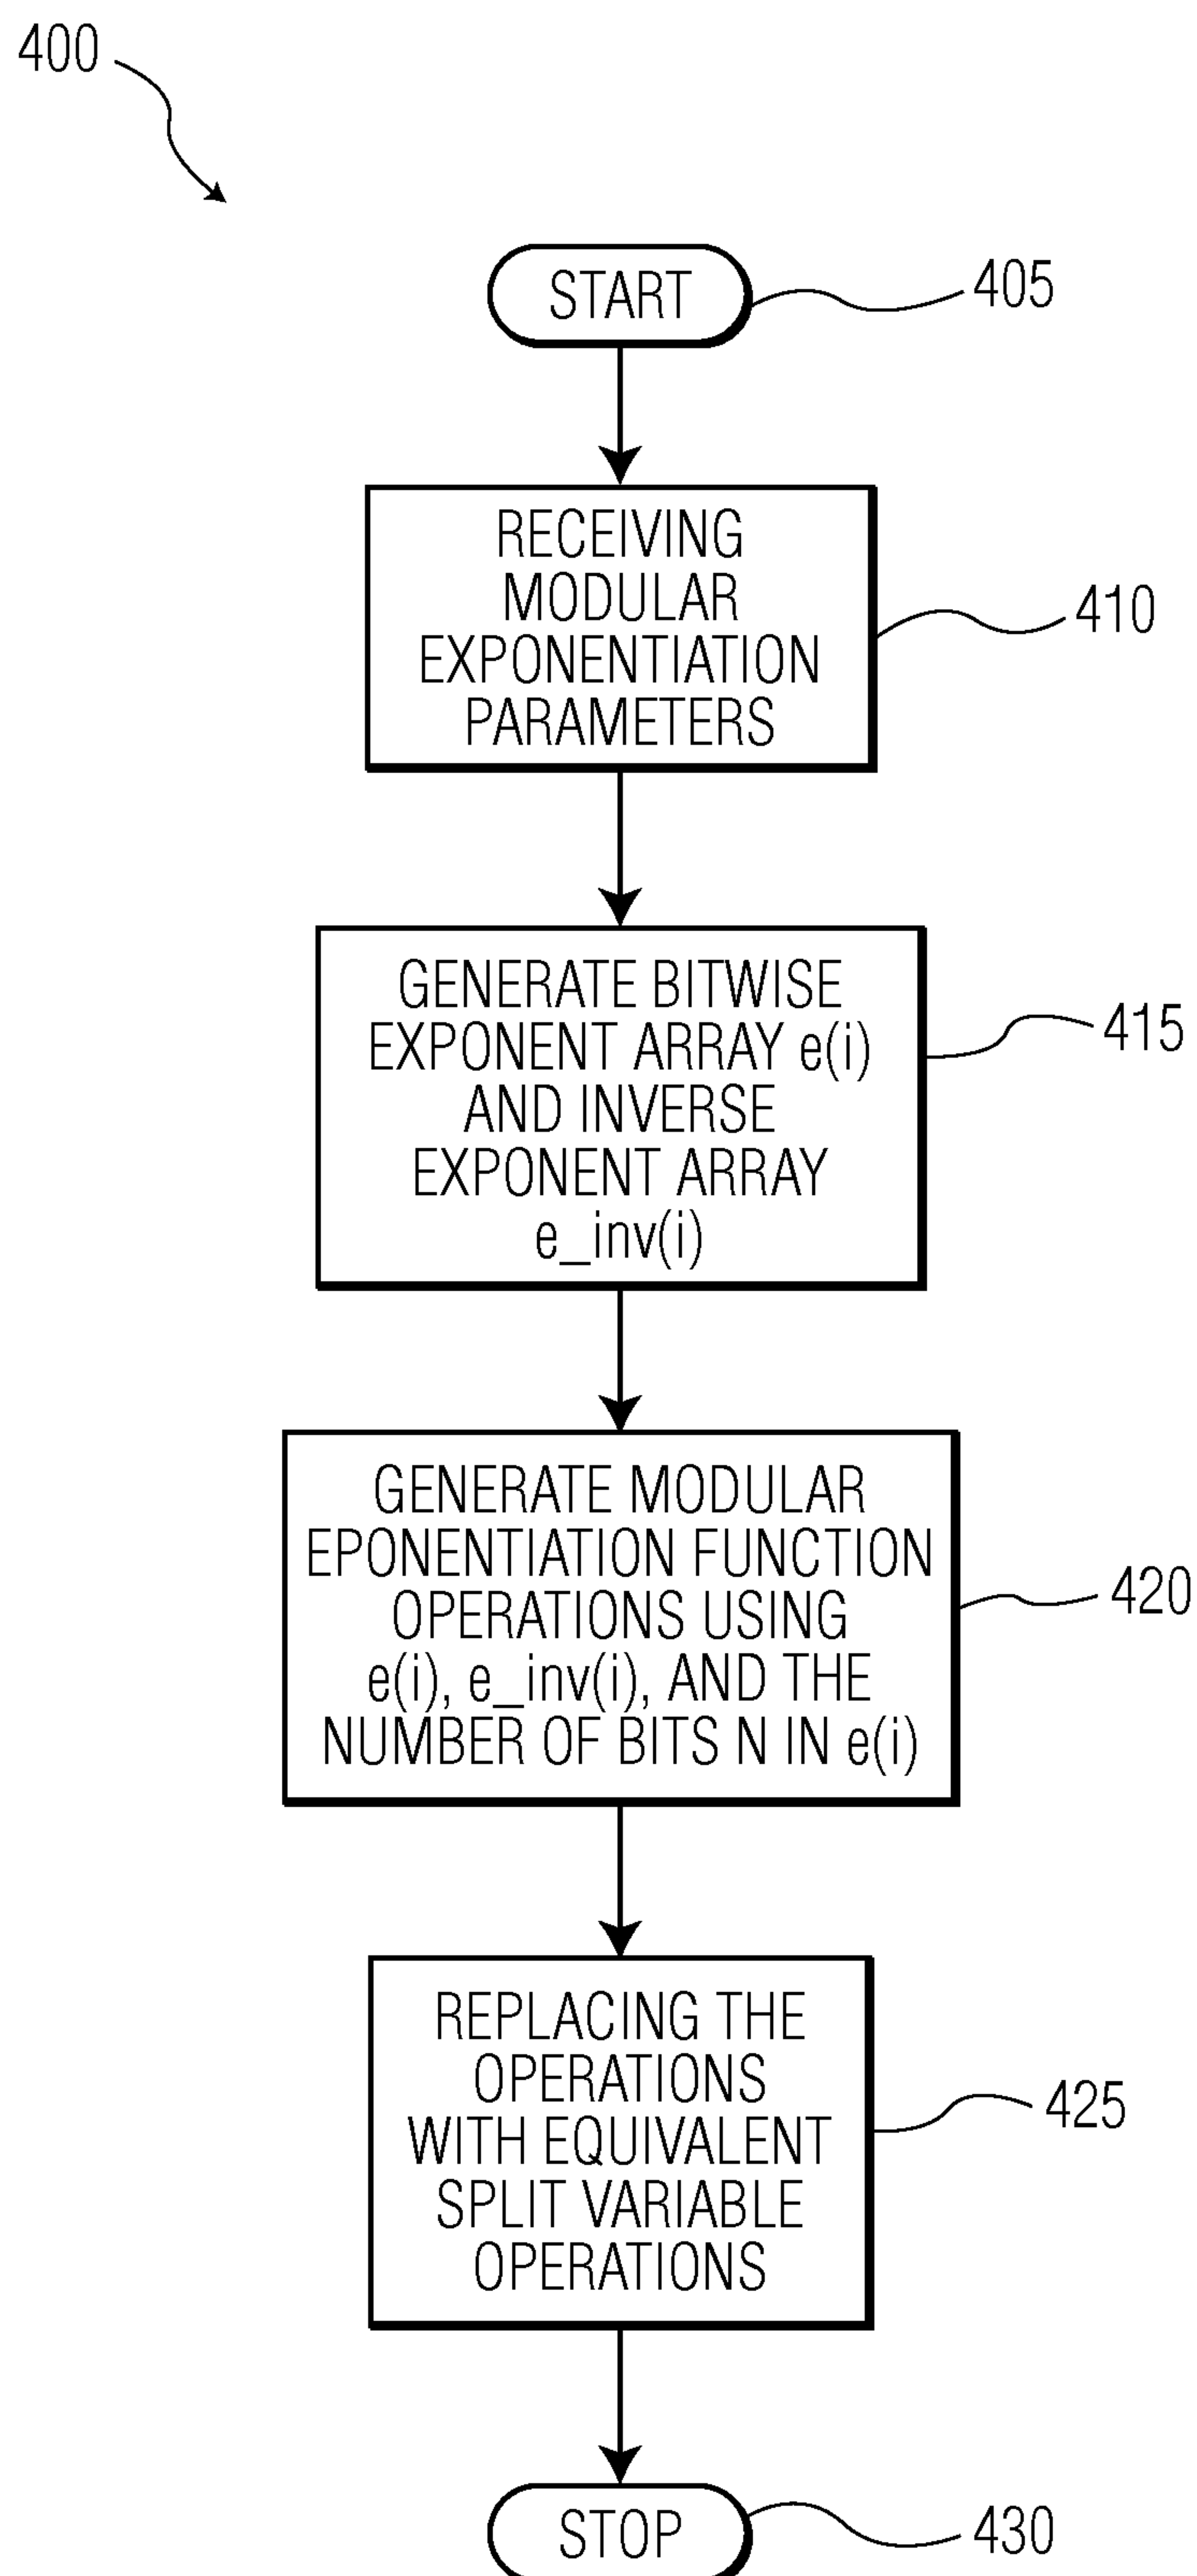 400
START
405
RECEIVING
MODULAR
EXPONENTIATION
PARAMETERS
410
GENERATE BITWISE
EXPONENT ARRAY e(i)
AND INVERSE
EXPONENT ARRAY
e_inv(i)
415
GENERATE MODULAR
EPONENTIATION FUNCTION
OPERATIONS USING
e(i), e_inv(i), AND THE
NUMBER OF BITS N IN e(i)
420
REPLACING THE
OPERATIONS
WITH EQUIVALENT
SPLIT VARIABLE
OPERATIONS
425
STOP
430